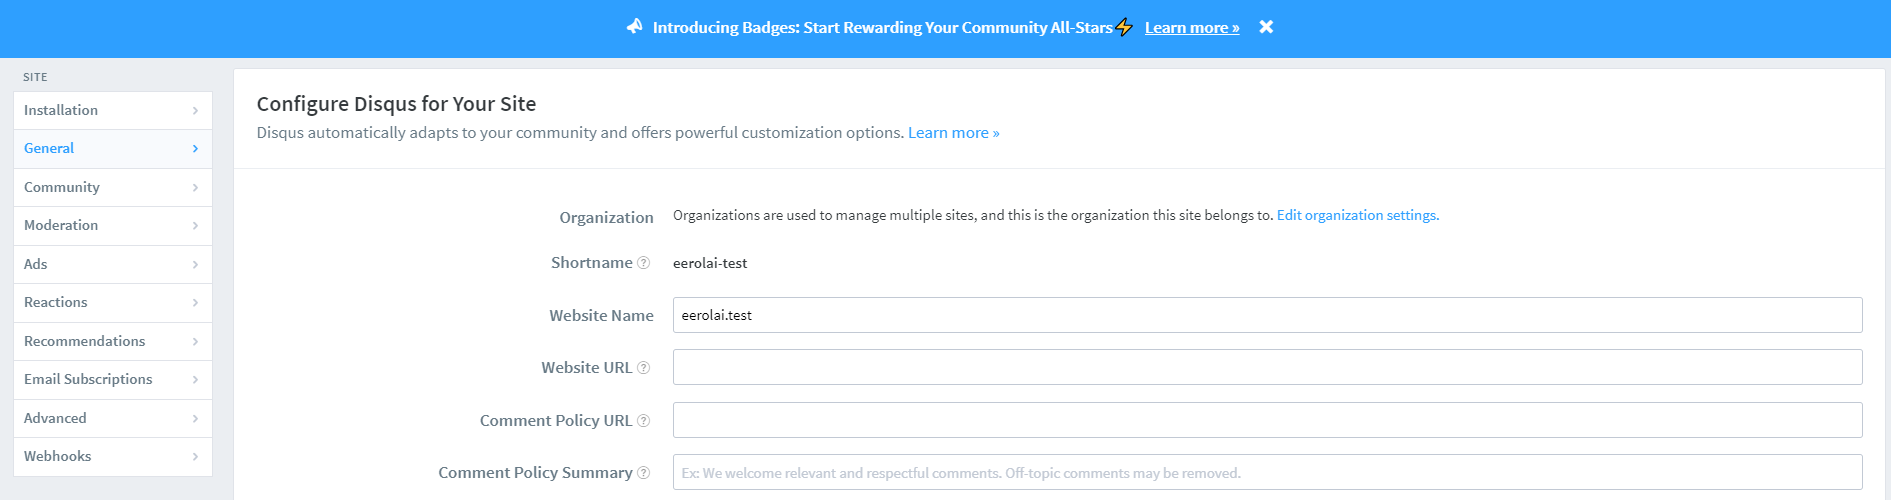 Introducing Badges: Start Rewarding Your Community All-Stars⚡ Learn more »
SITE
Installation
General
Community
Moderation
Ads
Reactions
Recommendations
Email Subscriptions
Advanced
Webhooks
Configure Disqus for Your Site
Disqus automatically adapts to your community and offers powerful customization options. Learn more »
Organization Organizations are used to manage multiple sites, and this is the organization this site belongs to. Edit organization settings.
Shortname ? eerolai-test
Website Name eerolai.test
Website URL ?
Comment Policy URL ?
Comment Policy Summary ? Ex: We welcome relevant and respectful comments. Off-topic comments may be removed.